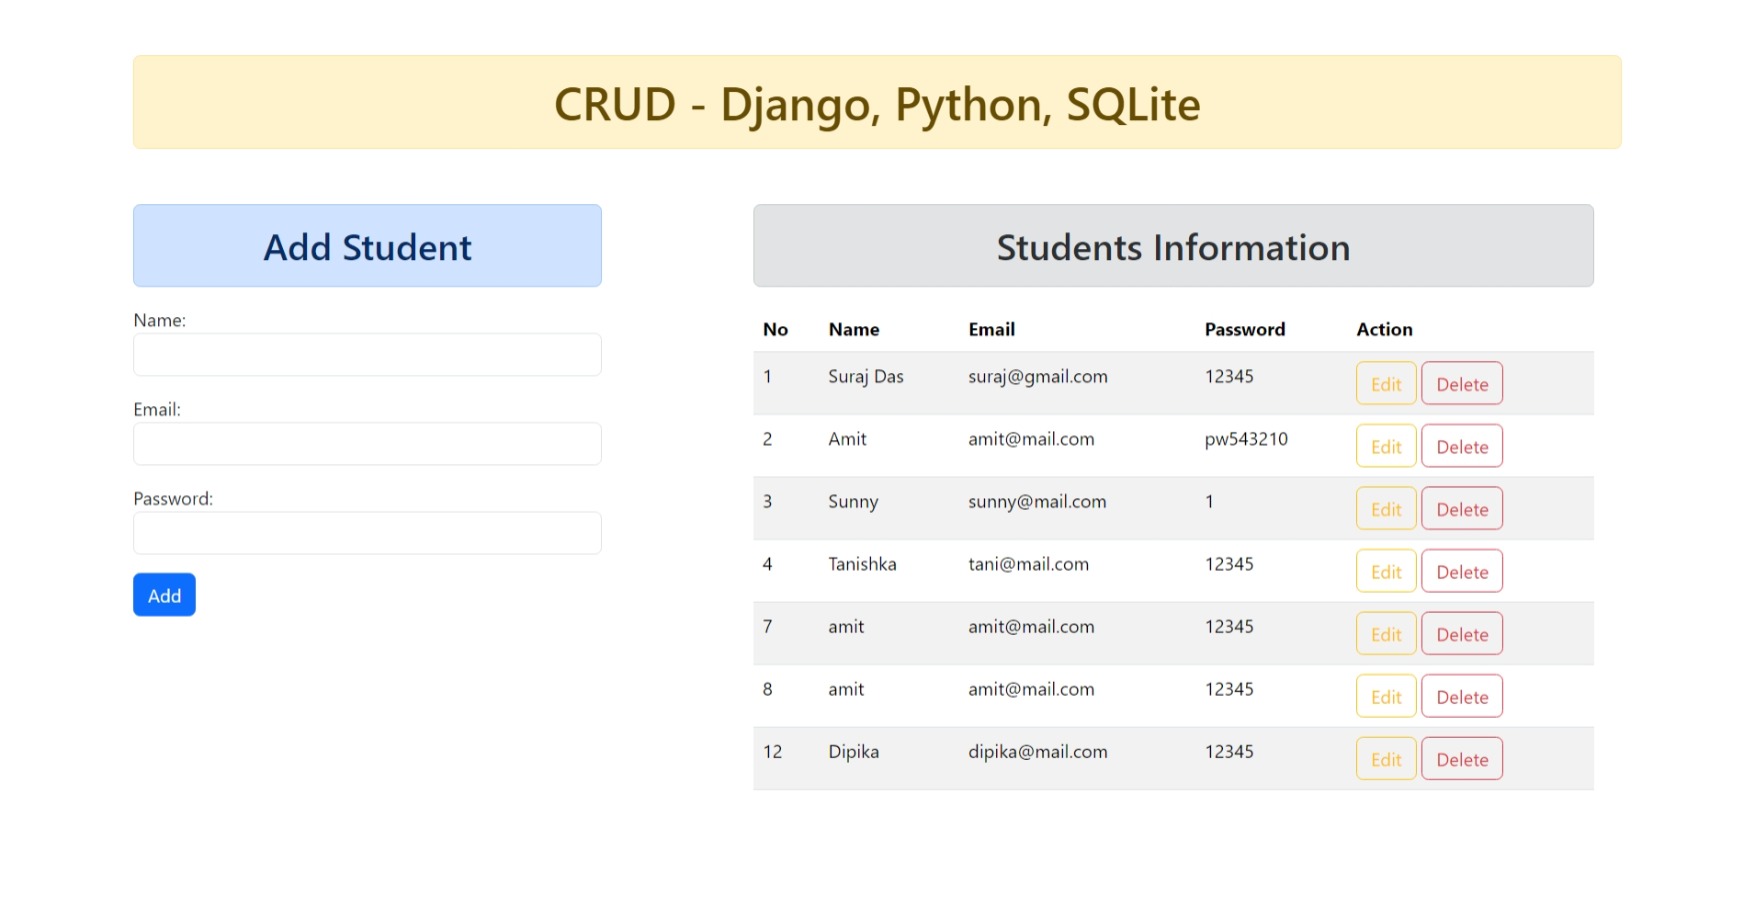 CRUD - Django, Python, SQLite
Add Student
Name:
Email:
Password:
Add
Students Information
No Name Email Password Action
1 Suraj Das suraj@gmail.com 12345 Edit Delete
2 Amit amit@mail.com pw543210 Edit Delete
3 Sunny sunny@mail.com 1 Edit Delete
4 Tanishka tani@mail.com 12345 Edit Delete
7 amit amit@mail.com 12345 Edit Delete
8 amit amit@mail.com 12345 Edit Delete
12 Dipika dipika@mail.com 12345 Edit Delete